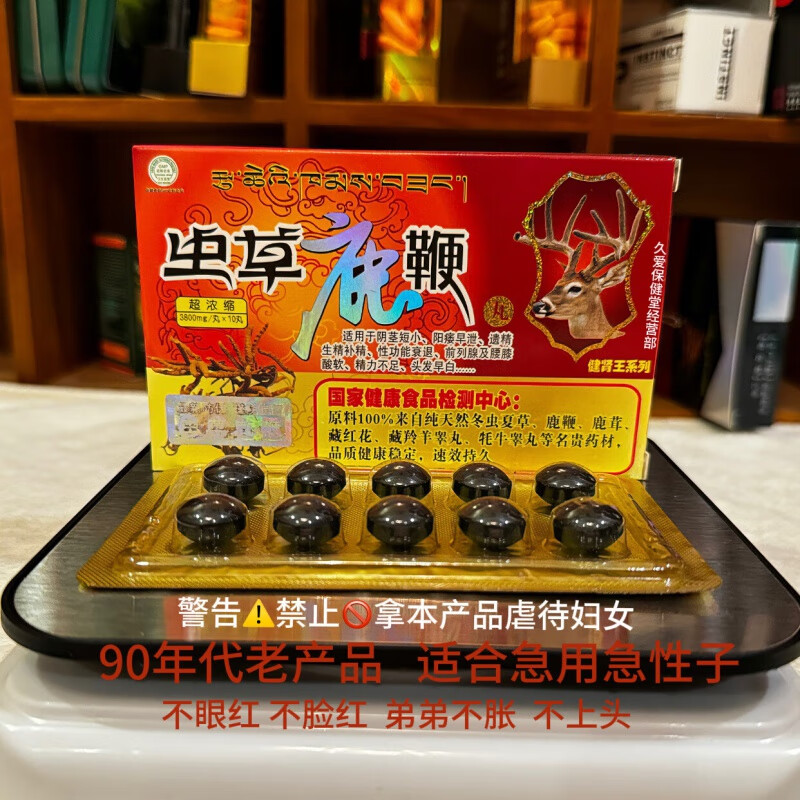 INSTINCT
虫草鹿鞭
丸
超浓缩
3800mg/丸×10丸
适用于阴茎短小、阳痿早泄、遗精
生精补精、性功能衰退、前列腺及腰膝
酸软、精力不足、头发早白......
久爱保健堂经营部
健肾王系列
国家健康食品检测中心：
原料100%来自纯天然冬虫夏草、鹿鞭、鹿茸、
藏红花、藏羚羊睾丸、牦牛睾丸等名贵药材，
品质健康稳定，速效持久
警告⚠️禁止🚫拿本产品虐待妇女
90年代老产品 适合急用急性子
不眼红 不脸红 弟弟不胀 不上头